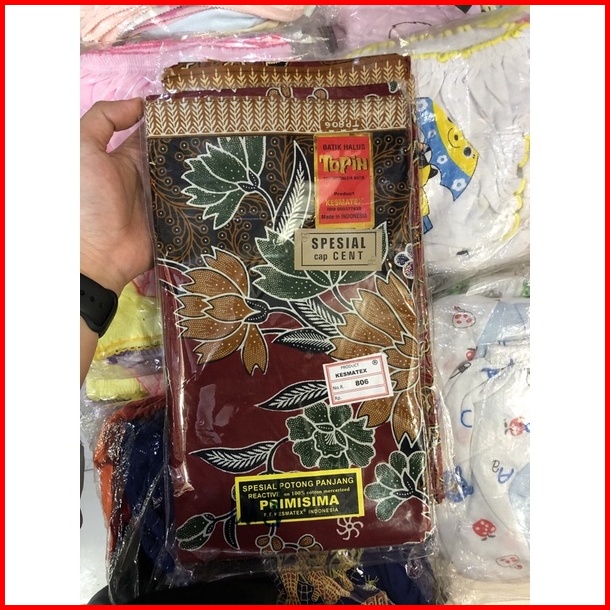 BATIK HALUS
TOPIN
Product
KESMATEX
Made in INDONESIA
SPESIAL
cap CENT
PRODUCT
KESMATEX
No.R. 806
Rp.
SPESIAL POTONG PANJANG
REACTIVE on 100% cotton mercerized
PRIMISIMA
P.T. KESMATEX INDONESIA